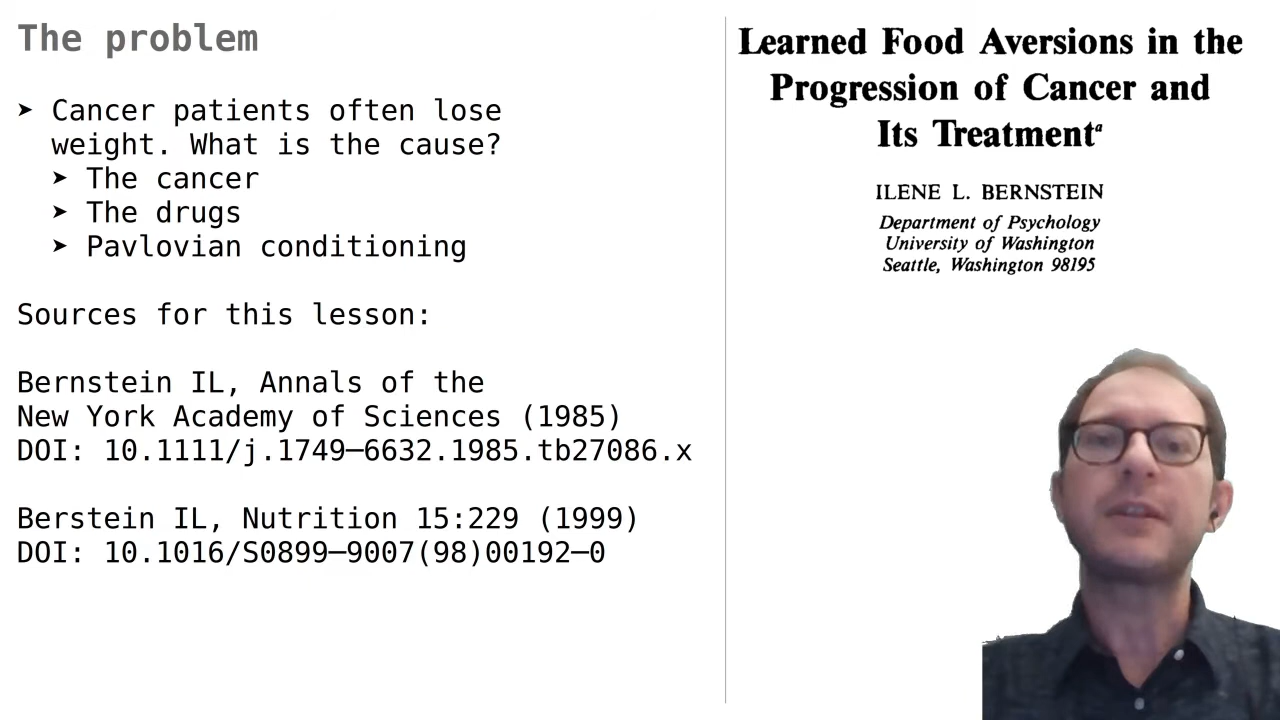 The problem
➤ Cancer patients often lose
weight. What is the cause?
➤ The cancer
➤ The drugs
➤ Pavlovian conditioning
Sources for this lesson:
Bernstein IL, Annals of the
New York Academy of Sciences (1985)
DOI: 10.1111/j.1749–6632.1985.tb27086.x
Berstein IL, Nutrition 15:229 (1999)
DOI: 10.1016/S0899–9007(98)00192–0
Learned Food Aversions in the
Progression of Cancer and
Its Treatmentᵃ
ILENE L. BERNSTEIN
Department of Psychology
University of Washington
Seattle, Washington 98195